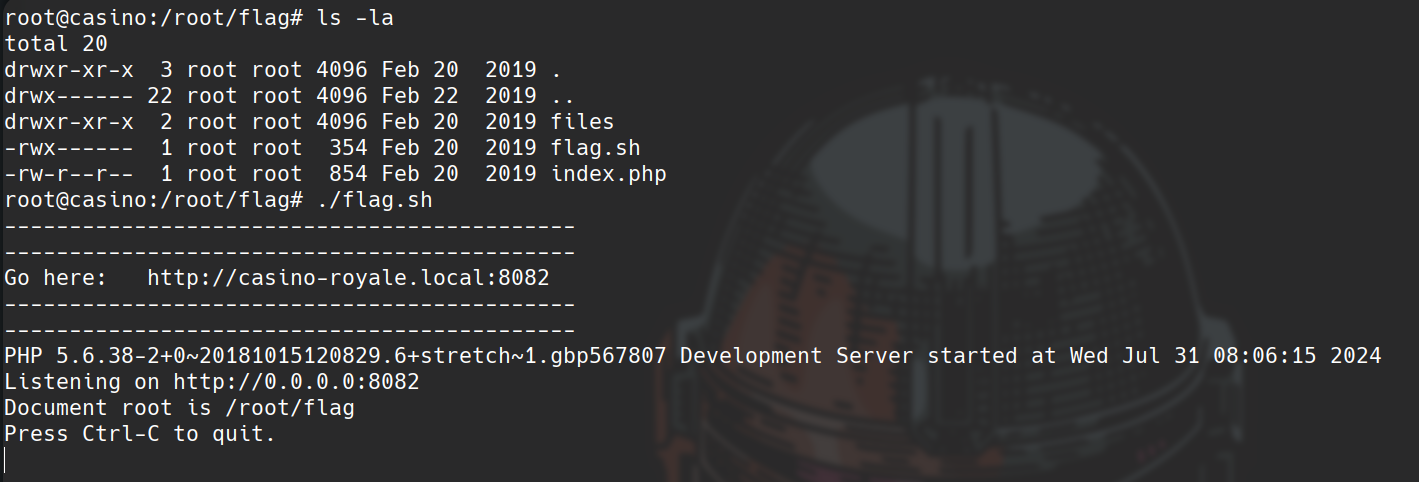 root@casino:/root/flag# ls -la
total 20
drwxr-xr-x  3 root root 4096 Feb 20  2019 .
drwx------ 22 root root 4096 Feb 22  2019 ..
drwxr-xr-x  2 root root 4096 Feb 20  2019 files
-rwx------  1 root root  354 Feb 20  2019 flag.sh
-rw-r--r--  1 root root  854 Feb 20  2019 index.php
root@casino:/root/flag# ./flag.sh
--------------------------------------------
--------------------------------------------
Go here:   http://casino-royale.local:8082
--------------------------------------------
--------------------------------------------
PHP 5.6.38-2+0~20181015120829.6+stretch~1.gbp567807 Development Server started at Wed Jul 31 08:06:15 2024
Listening on http://0.0.0.0:8082
Document root is /root/flag
Press Ctrl-C to quit.